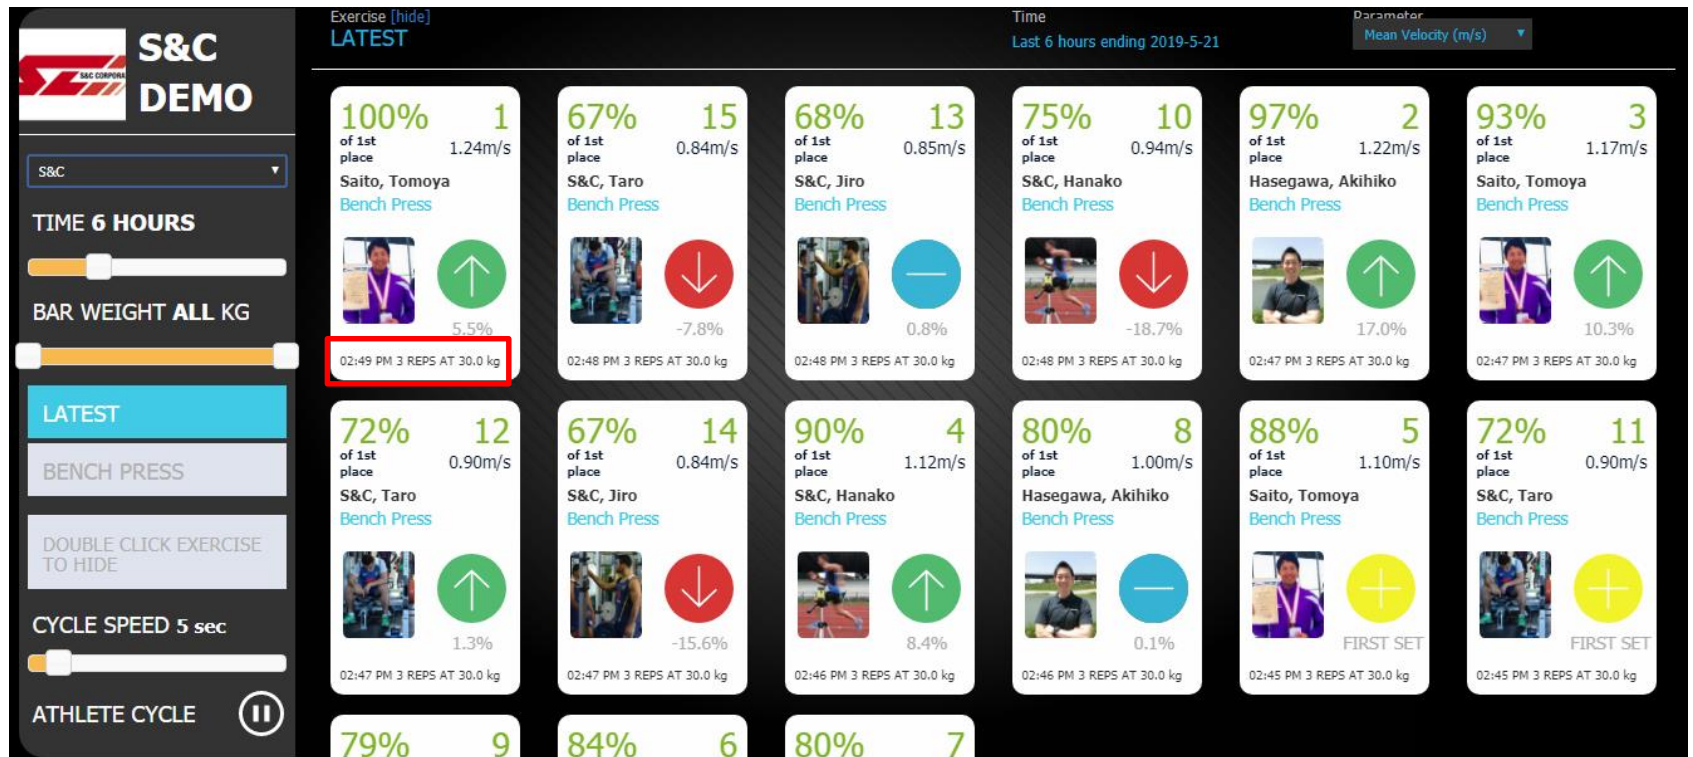 S&C
DEMO
S&C CORPORA
S&C
TIME 6 HOURS
BAR WEIGHT ALL KG
LATEST
BENCH PRESS
DOUBLE CLICK EXERCISE
TO HIDE
CYCLE SPEED 5 sec
ATHLETE CYCLE
Exercise [hide]
LATEST
Time
Last 6 hours ending 2019-5-21
Parameter
Mean Velocity (m/s)
100% 1
of 1st
place 1.24m/s
Saito, Tomoya
Bench Press
5.5%
02:49 PM 3 REPS AT 30.0 kg
67% 15
of 1st
place 0.84m/s
S&C, Taro
Bench Press
-7.8%
02:48 PM 3 REPS AT 30.0 kg
68% 13
of 1st
place 0.85m/s
S&C, Jiro
Bench Press
0.8%
02:48 PM 3 REPS AT 30.0 kg
75% 10
of 1st
place 0.94m/s
S&C, Hanako
Bench Press
-18.7%
02:48 PM 3 REPS AT 30.0 kg
97% 2
of 1st
place 1.22m/s
Hasegawa, Akihiko
Bench Press
17.0%
02:47 PM 3 REPS AT 30.0 kg
93% 3
of 1st
place 1.17m/s
Saito, Tomoya
Bench Press
10.3%
02:47 PM 3 REPS AT 30.0 kg
72% 12
of 1st
place 0.90m/s
S&C, Taro
Bench Press
1.3%
02:47 PM 3 REPS AT 30.0 kg
67% 14
of 1st
place 0.84m/s
S&C, Jiro
Bench Press
-15.6%
02:47 PM 3 REPS AT 30.0 kg
90% 4
of 1st
place 1.12m/s
S&C, Hanako
Bench Press
8.4%
02:46 PM 3 REPS AT 30.0 kg
80% 8
of 1st
place 1.00m/s
Hasegawa, Akihiko
Bench Press
0.1%
02:46 PM 3 REPS AT 30.0 kg
88% 5
of 1st
place 1.10m/s
Saito, Tomoya
Bench Press
FIRST SET
02:45 PM 3 REPS AT 30.0 kg
72% 11
of 1st
place 0.90m/s
S&C, Taro
Bench Press
FIRST SET
02:45 PM 3 REPS AT 30.0 kg
79% 9
84% 6
80% 7